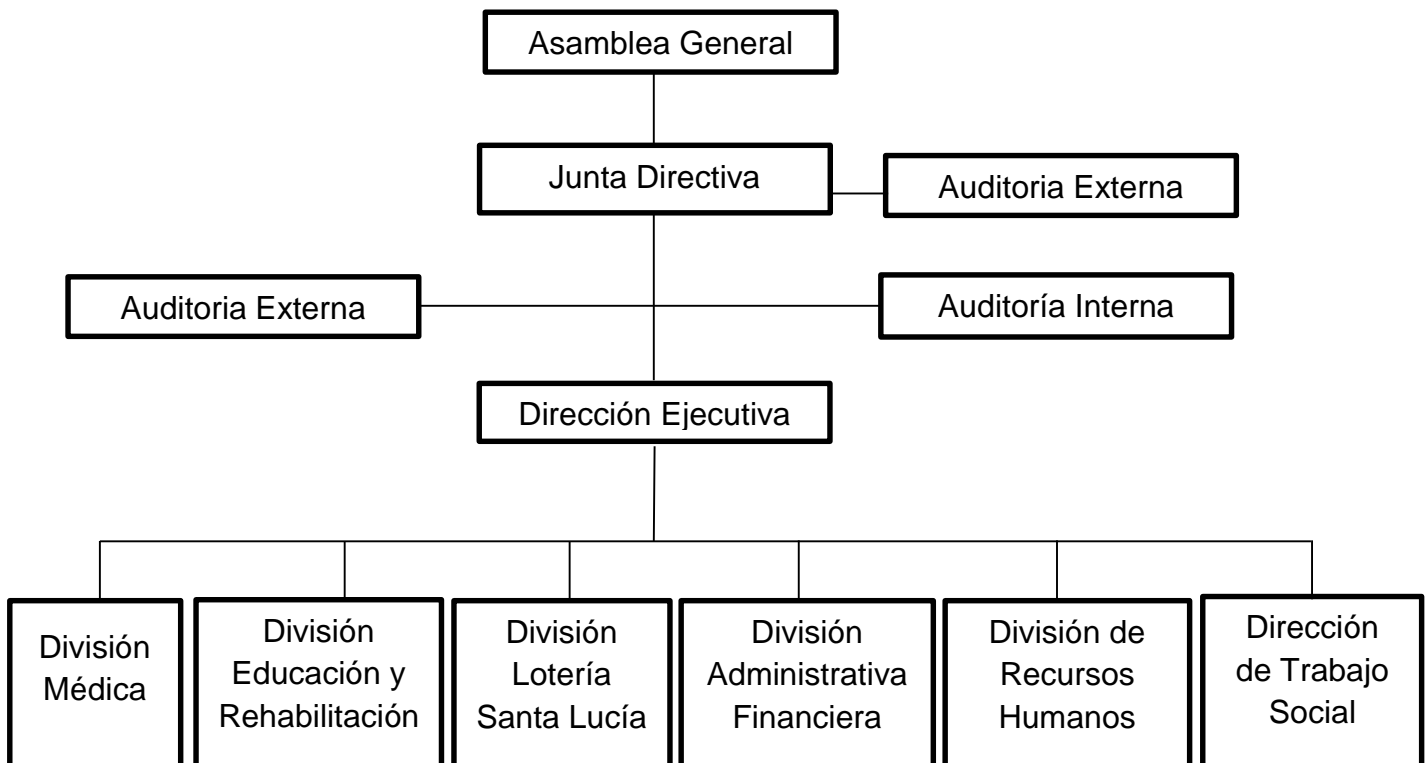 Asamblea General
Junta Directiva
Auditoria Externa
Auditoria Externa
Auditoría Interna
Dirección Ejecutiva
División
Médica
División
Educación y
Rehabilitación
División
Lotería
Santa Lucía
División
Administrativa
Financiera
División de
Recursos
Humanos
Dirección
de Trabajo
Social